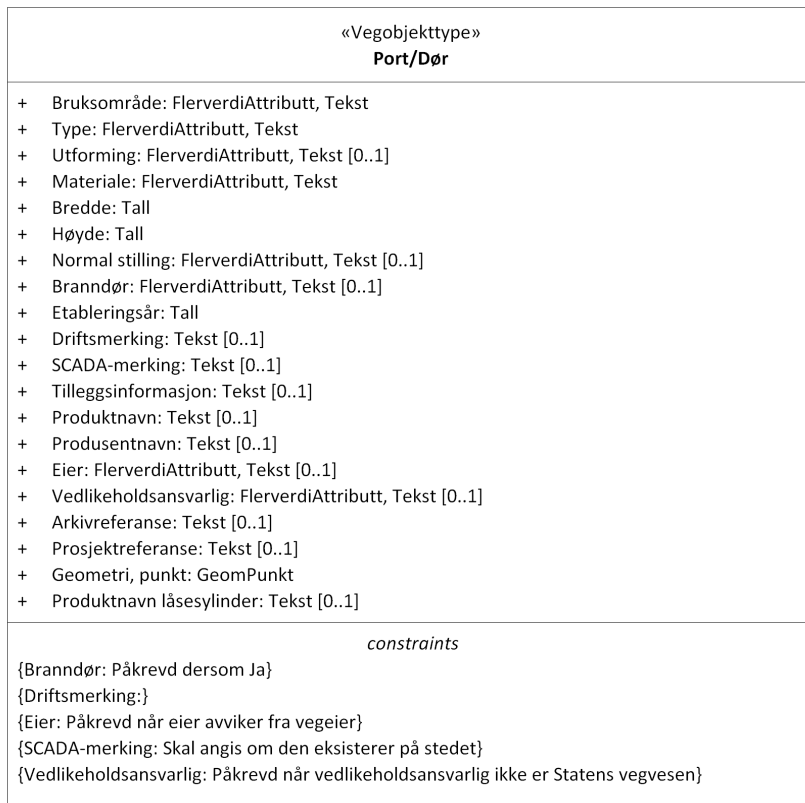 «Vegobjekttype»
Port/Dør
+ Bruksområde: FlerverdiAttributt, Tekst
+ Type: FlerverdiAttributt, Tekst
+ Utforming: FlerverdiAttributt, Tekst [0..1]
+ Materiale: FlerverdiAttributt, Tekst
+ Bredde: Tall
+ Høyde: Tall
+ Normal stilling: FlerverdiAttributt, Tekst [0..1]
+ Branndør: FlerverdiAttributt, Tekst [0..1]
+ Etableringsår: Tall
+ Driftsmerking: Tekst [0..1]
+ SCADA-merking: Tekst [0..1]
+ Tilleggsinformasjon: Tekst [0..1]
+ Produktnavn: Tekst [0..1]
+ Produsentnavn: Tekst [0..1]
+ Eier: FlerverdiAttributt, Tekst [0..1]
+ Vedlikeholdsansvarlig: FlerverdiAttributt, Tekst [0..1]
+ Arkivreferanse: Tekst [0..1]
+ Prosjektreferanse: Tekst [0..1]
+ Geometri, punkt: GeomPunkt
+ Produktnavn låsesylinder: Tekst [0..1]
constraints
{Branndør: Påkrevd dersom Ja}
{Driftsmerking:}
{Eier: Påkrevd når eier avviker fra vegeier}
{SCADA-merking: Skal angis om den eksisterer på stedet}
{Vedlikeholdsansvarlig: Påkrevd når vedlikeholdsansvarlig ikke er Statens vegvesen}